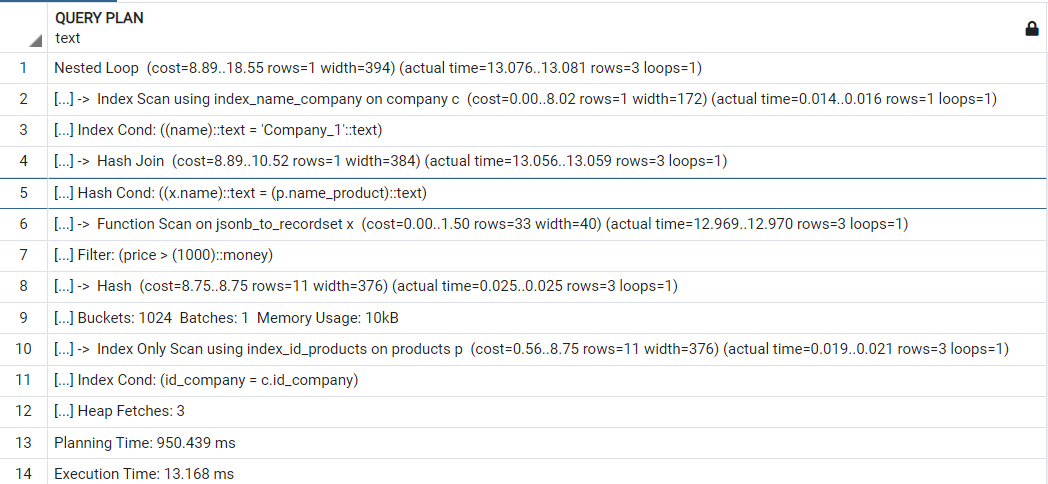 QUERY PLAN
text
1 Nested Loop (cost=8.89..18.55 rows=1 width=394) (actual time=13.076..13.081 rows=3 loops=1)
2 [...] -> Index Scan using index_name_company on company c (cost=0.00..8.02 rows=1 width=172) (actual time=0.014..0.016 rows=1 loops=1)
3 [...] Index Cond: ((name)::text = 'Company_1'::text)
4 [...] -> Hash Join (cost=8.89..10.52 rows=1 width=384) (actual time=13.056..13.059 rows=3 loops=1)
5 [...] Hash Cond: ((x.name)::text = (p.name_product)::text)
6 [...] -> Function Scan on jsonb_to_recordset x (cost=0.00..1.50 rows=33 width=40) (actual time=12.969..12.970 rows=3 loops=1)
7 [...] Filter: (price > (1000)::money)
8 [...] -> Hash (cost=8.75..8.75 rows=11 width=376) (actual time=0.025..0.025 rows=3 loops=1)
9 [...] Buckets: 1024 Batches: 1 Memory Usage: 10kB
10 [...] -> Index Only Scan using index_id_products on products p (cost=0.56..8.75 rows=11 width=376) (actual time=0.019..0.021 rows=3 loops=1)
11 [...] Index Cond: (id_company = c.id_company)
12 [...] Heap Fetches: 3
13 Planning Time: 950.439 ms
14 Execution Time: 13.168 ms